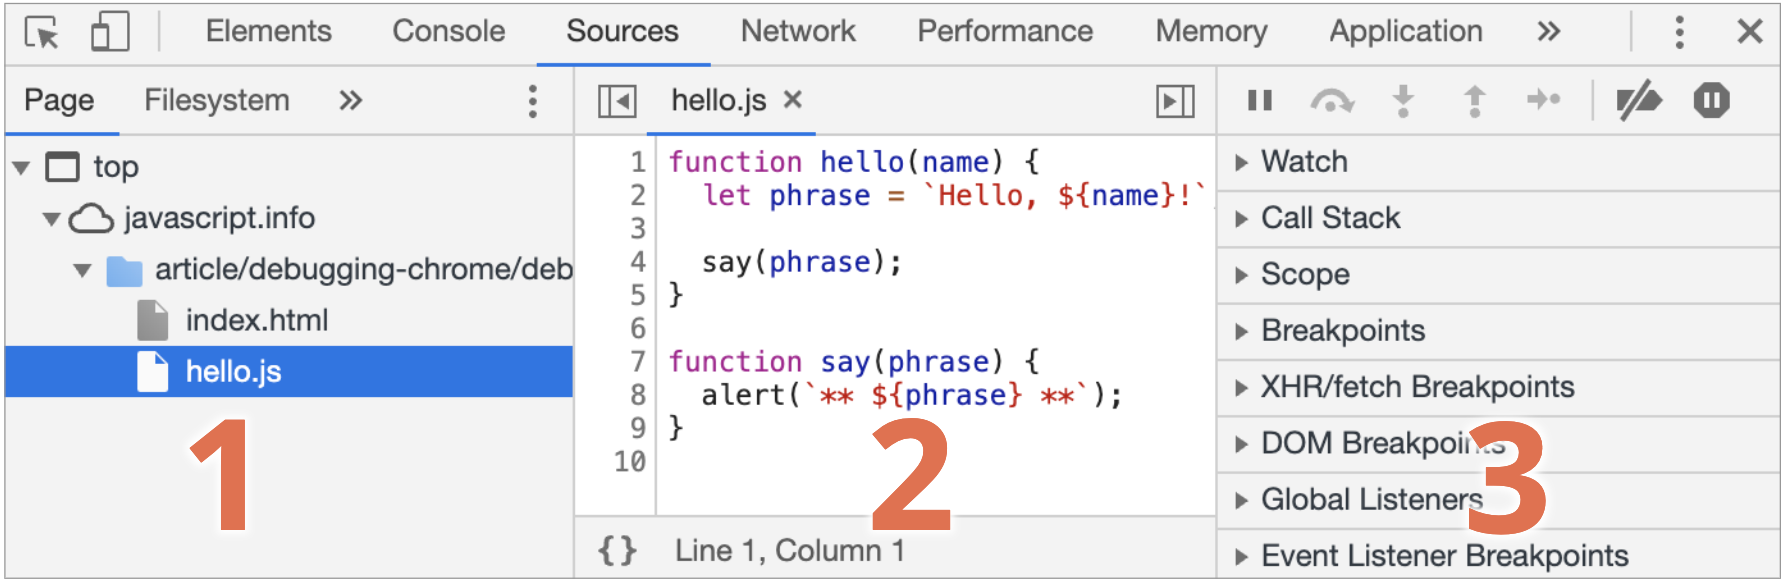 Elements Console Sources Network Performance Memory Application »
Page Filesystem »
top
javascript.info
article/debugging-chrome/deb
index.html
hello.js
1
hello.js ×
1 function hello(name) {
2 let phrase = `Hello, ${name}!`
3
4 say(phrase);
5 }
6
7 function say(phrase) {
8 alert(`** ${phrase} **`);
9 }
10
2
{} Line 1, Column 1
Watch
Call Stack
Scope
Breakpoints
XHR/fetch Breakpoints
DOM Breakpoints
Global Listeners
Event Listener Breakpoints
3